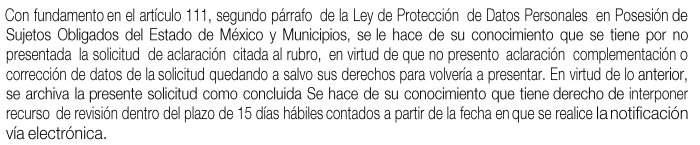 Con fundamento en el artículo 111, segundo párrafo de la Ley de Protección de Datos Personales en Posesión de
Sujetos Obligados del Estado de México y Municipios, se le hace de su conocimiento que se tiene por no
presentada la solicitud de aclaración citada al rubro, en virtud de que no presento aclaración complementación o
corrección de datos de la solicitud quedando a salvo sus derechos para volvería a presentar. En virtud de lo anterior,
se archiva la presente solicitud como concluida Se hace de su conocimiento que tiene derecho de interponer
recurso de revisión dentro del plazo de 15 días hábiles contados a partir de la fecha en que se realice la notificación
vía electrónica.